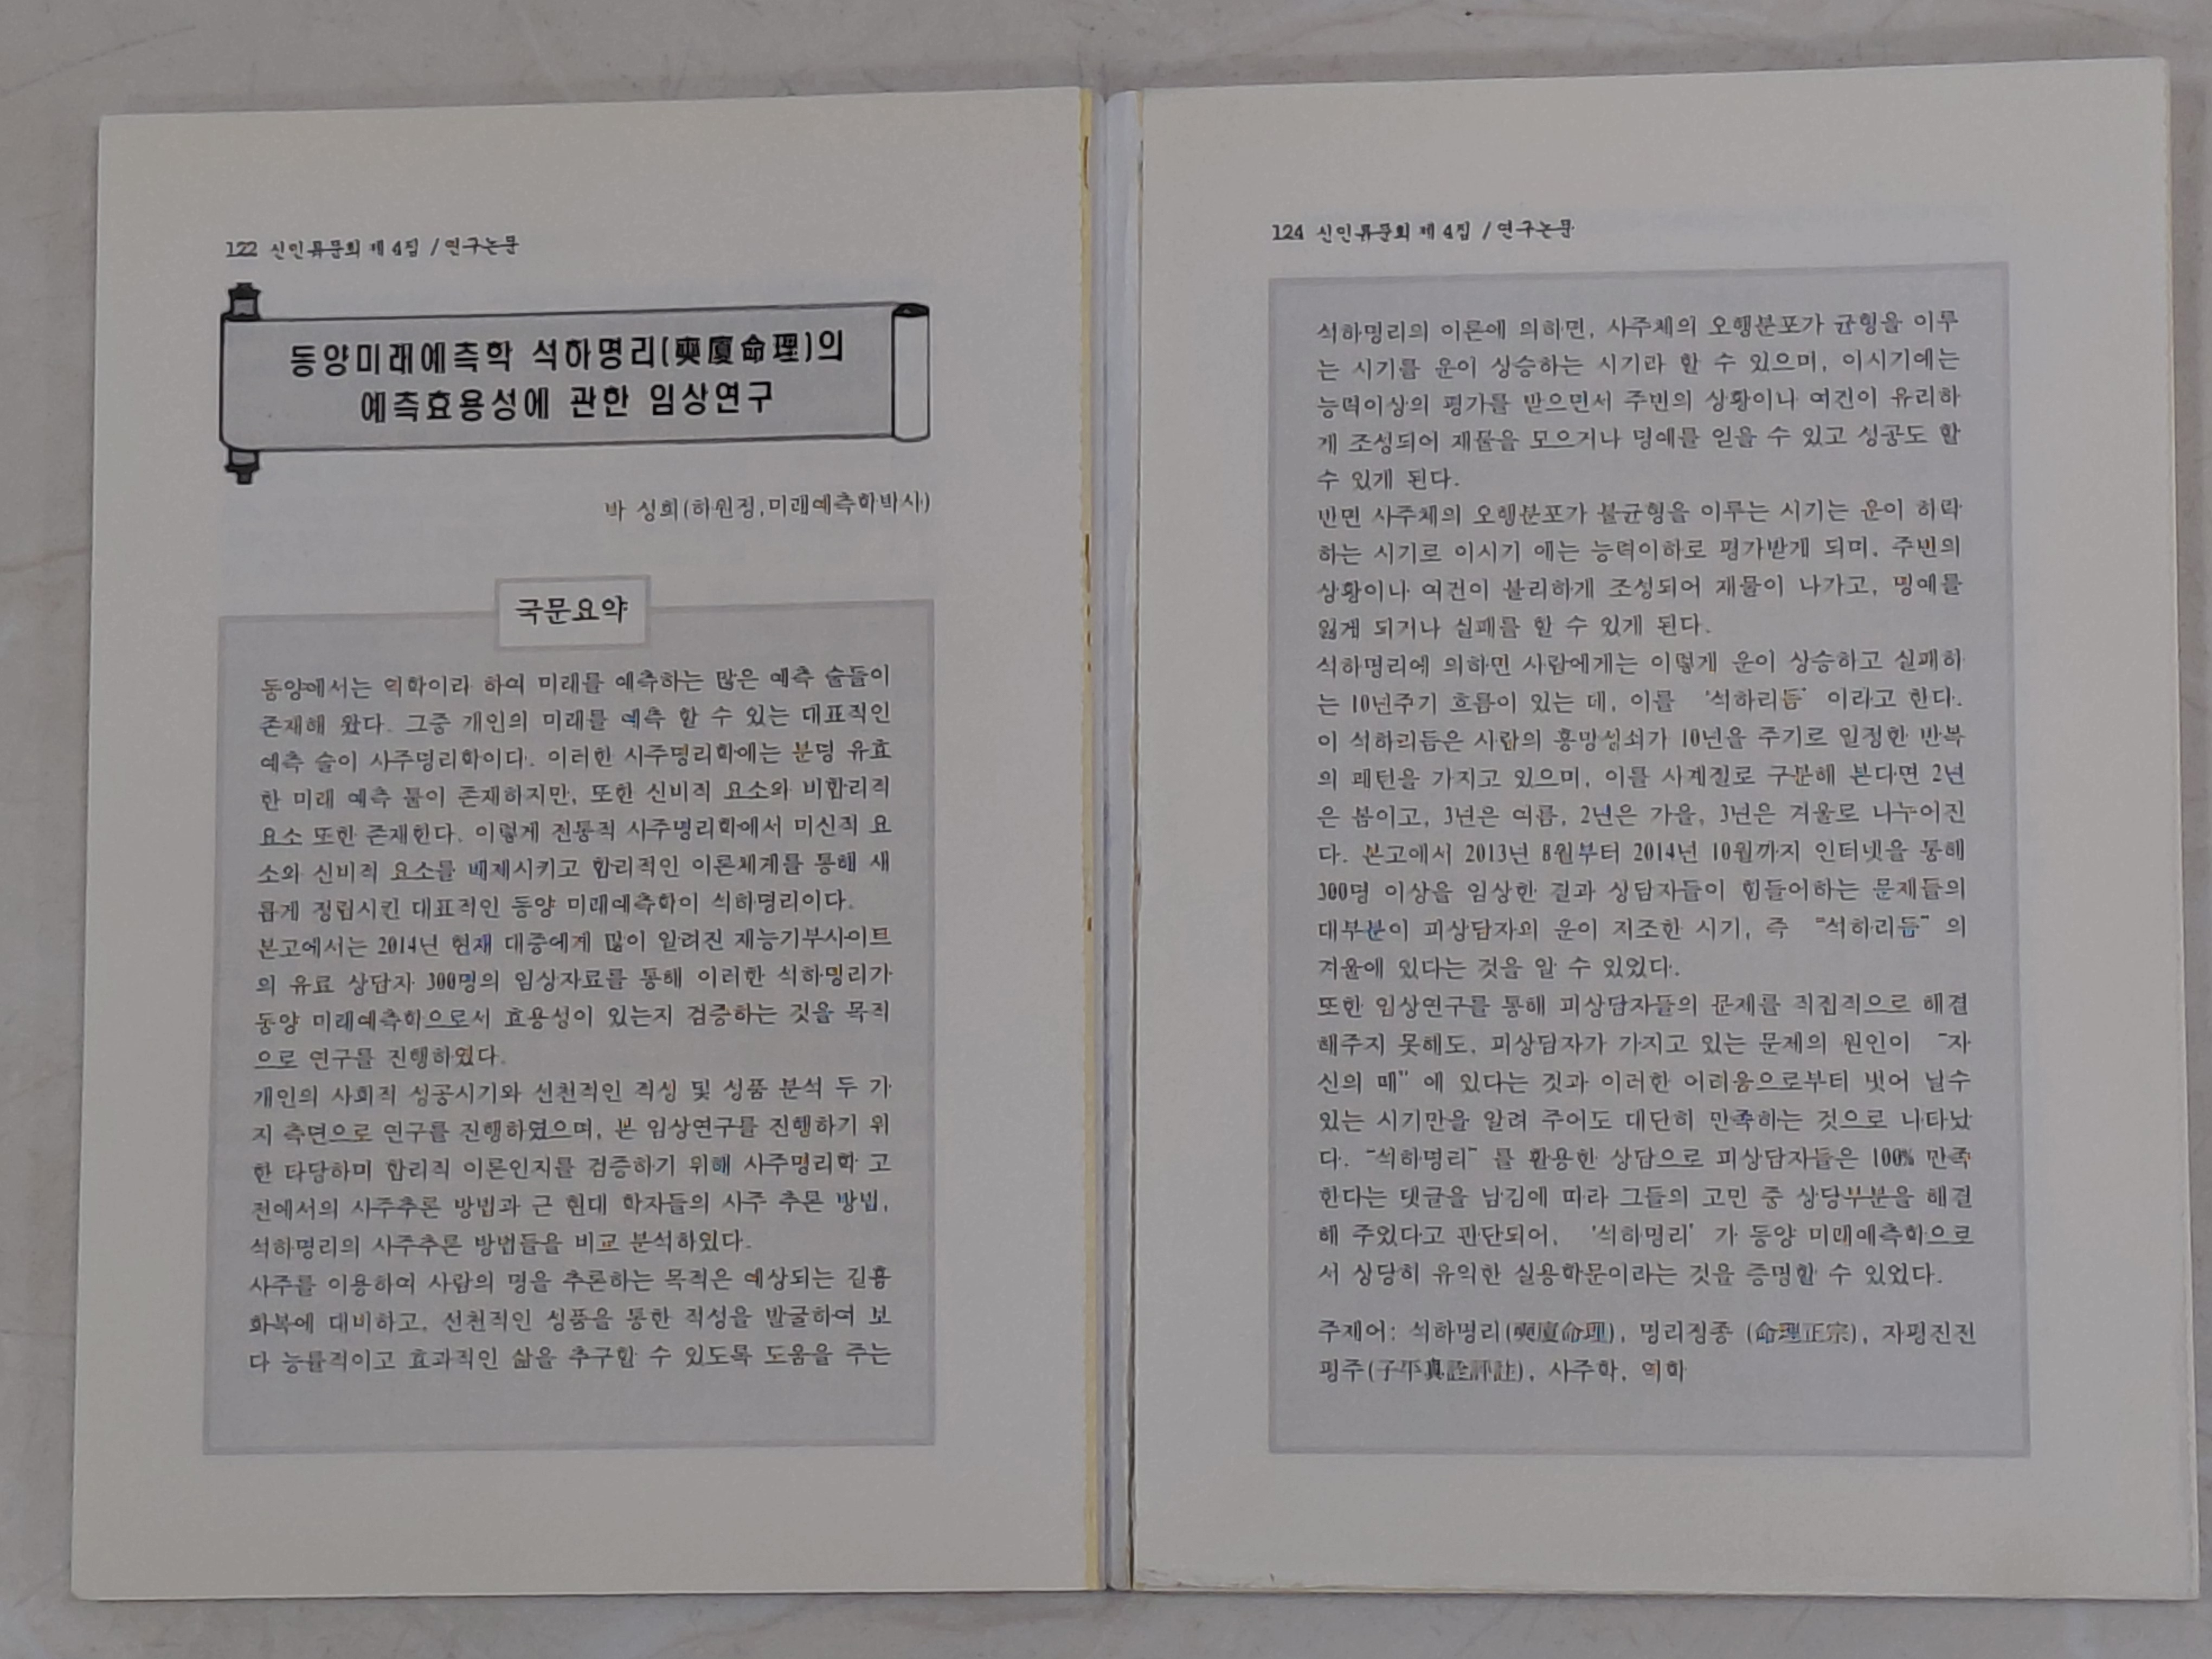 122 신인류문회 제 4집 / 연구논문
동양미래예측학 석하명리(奭廈命理)의
예측효용성에 관한 임상연구
박 성희(하원정,미래예측학박사)
국문요약
동양에서는 역학이라 하여 미래를 예측하는 많은 예측 술들이
존재해 왔다. 그중 개인의 미래를 예측 할 수 있는 대표적인
예측 술이 사주명리학이다. 이러한 사주명리학에는 분명 유효
한 미래 예측 툴이 존재하지만, 또한 신비적 요소와 비합리적
요소 또한 존재한다. 이렇게 전통적 사주명리학에서 미신적 요
소와 신비적 요소를 배제시키고 합리적인 이론체계를 통해 새
롭게 정립시킨 대표적인 동양 미래예측학이 석하명리이다.
본고에서는 2014년 현재 대중에게 많이 알려진 재능기부사이트
의 유료 상담자 300명의 임상자료를 통해 이러한 석하명리가
동양 미래예측학으로서 효용성이 있는지 검증하는 것을 목적
으로 연구를 진행하였다.
개인의 사회적 성공시기와 선천적인 적성 및 성품 분석 두 가
지 측면으로 연구를 진행하였으며, 본 임상연구를 진행하기 위
한 타당하며 합리적 이론인지를 검증하기 위해 사주명리학 고
전에서의 사주추론 방법과 근 현대 학자들의 사주 추론 방법,
석하명리의 사주추론 방법들을 비교 분석하였다.
사주를 이용하여 사람의 명을 추론하는 목적은 예상되는 길흉
화복에 대비하고, 선천적인 성품을 통한 적성을 발굴하여 보
다 능률적이고 효과적인 삶을 추구할 수 있도록 도움을 주는
124 신인류문회 제 4집 / 연구논문
석하명리의 이론에 의하면, 사주체의 오행분포가 균형을 이루
는 시기를 운이 상승하는 시기라 할 수 있으며, 이시기에는
능력이상의 평가를 받으면서 주변의 상황이나 여건이 유리하
게 조성되어 재물을 모으거나 명예를 얻을 수 있고 성공도 할
수 있게 된다.
반면 사주체의 오행분포가 불균형을 이루는 시기는 운이 하락
하는 시기로 이시기 에는 능력이하로 평가받게 되며, 주변의
상황이나 여건이 불리하게 조성되어 재물이 나가고, 명예를
잃게 되거나 실패를 할 수 있게 된다.
석하명리에 의하면 사람에게는 이렇게 운이 상승하고 실패하
는 10년주기 흐름이 있는 데, 이를 '석하리듬' 이라고 한다.
이 석하리듬은 사람의 흥망성쇠가 10년을 주기로 일정한 반복
의 패턴을 가지고 있으며, 이를 사계절로 구분해 본다면 2년
은 봄이고, 3년은 여름, 2년은 가을, 3년은 겨울로 나누어진
다. 본고에서 2013년 8월부터 2014년 10월까지 인터넷을 통해
300명 이상을 임상한 결과 상담자들이 힘들어하는 문제들의
대부분이 피상담자의 운이 저조한 시기, 즉 "석하리듬" 의
겨울에 있다는 것을 알 수 있었다.
또한 임상연구를 통해 피상담자들의 문제를 직접적으로 해결
해주지 못해도, 피상담자가 가지고 있는 문제의 원인이 "자
신의 때" 에 있다는 것과 이러한 어려움으로부터 벗어 날수
있는 시기만을 알려 주어도 대단히 만족하는 것으로 나타났
다. "석하명리" 를 활용한 상담으로 피상담자들은 100% 만족
한다는 댓글을 남김에 따라 그들의 고민 중 상당부분을 해결
해 주었다고 판단되어, '석하명리' 가 동양 미래예측학으로
서 상당히 유익한 실용학문이라는 것을 증명할 수 있었다.
주제어: 석하명리(奭廈命理), 명리정종 (命理正宗), 자평진전
평주(子平真詮評註), 사주학, 역학